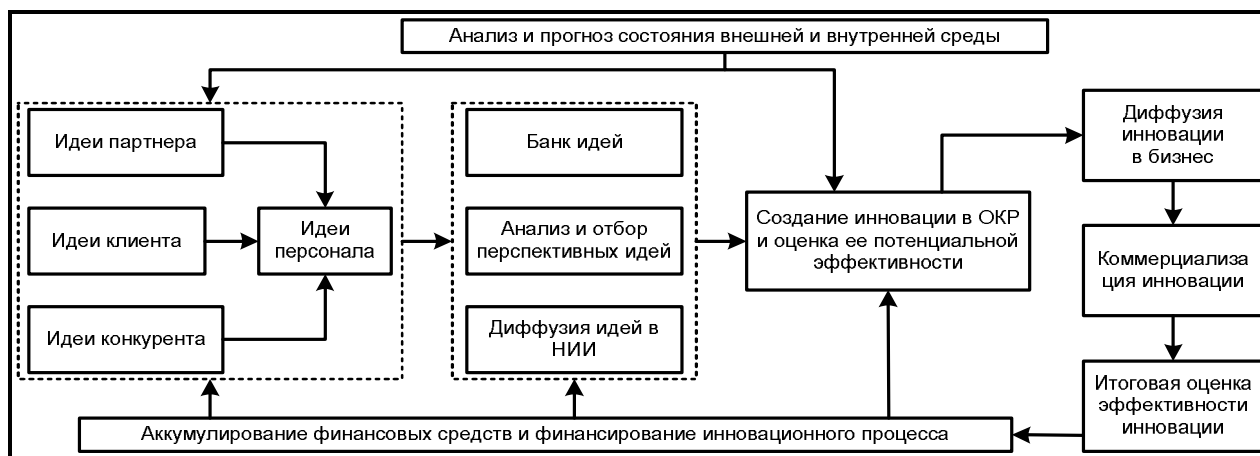 Анализ и прогноз состояния внешней и внутренней среды
Идеи партнера
Идеи клиента
Идеи конкурента
Идеи
персонала
Банк идей
Анализ и отбор
перспективных идей
Диффузия идей в
НИИ
Создание инновации в ОКР
и оценка ее потенциальной
эффективности
Диффузия
инновации
в бизнес
Коммерциализа
ция инновации
Итоговая оценка
эффективности
инновации
Аккумулирование финансовых средств и финансирование инновационного процесса